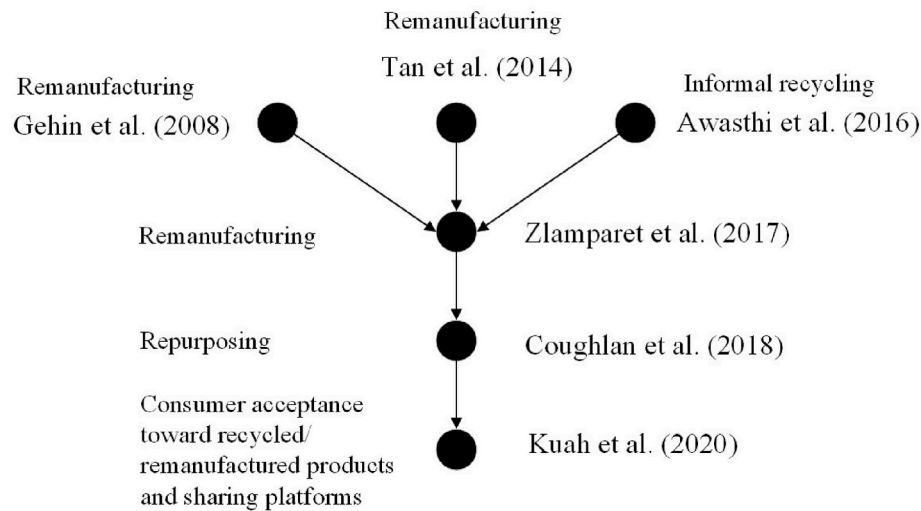 Remanufacturing
Tan et al. (2014)
Remanufacturing
Gehin et al. (2008)
Informal recycling
Awasthi et al. (2016)
Remanufacturing
Zlamparet et al. (2017)
Repurposing
Coughlan et al. (2018)
Consumer acceptance
toward recycled/
remanufactured products
and sharing platforms
Kuah et al. (2020)